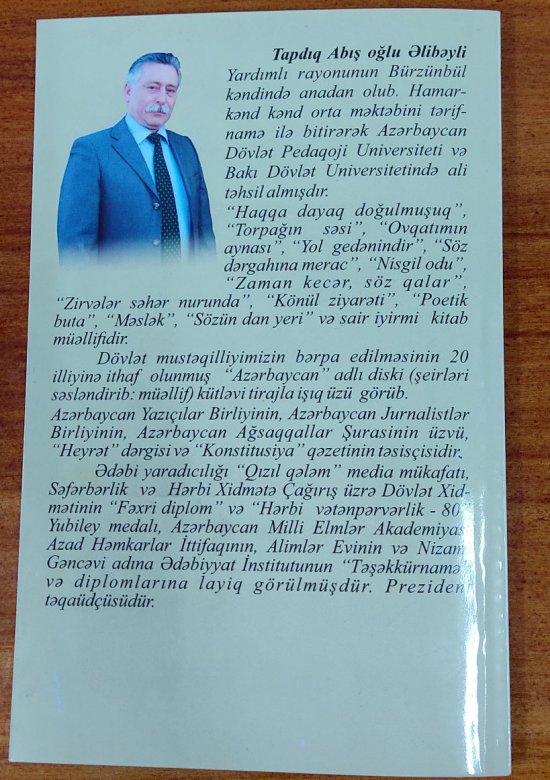 Tapdıq Abış oğlu Əlibəyli
Yardımlı rayonunun Bürzünbül
kəndində anadan olub. Hamar-
kənd kənd orta məktəbini tərif-
namə ilə bitirərək Azərbaycan
Dövlət Pedaqoji Universiteti və
Bakı Dövlət Universitetində ali
təhsil almışdır.
“Haqqa dayaq doğulmuşuq”,
“Torpağın səsi”, “Ovqatımın
aynası”, “Yol gedənindir”, “Söz
dərgahına merac”, “Nisgil odu”,
“Zaman kecər, söz qalar”,
“Zirvələr səhər nurunda”, “Könül ziyarəti”, “Poetik
buta”, “Məslək”, “Sözün dan yeri” və sair iyirmi kitab
müəllifidir.
Dövlət mustəqilliyimizin bərpa edilməsinin 20
illiyinə ithaf olunmuş “Azərbaycan” adlı diski (şeirləri
səsləndirib: müəllif) kütləvi tirajla işıq üzü görüb.
Azərbaycan Yazıçılar Birliyinin, Azərbaycan Jurnalistlər
Birliyinin, Azərbaycan Ağsaqqallar Şurasinin üzvü,
“Heyrət” dərgisi və “Konstitusiya” qəzetinin təsisçisidir.
Ədəbi yaradıcılığı “Qızıl qələm” media mükafatı,
Səfərbərlik və Hərbi Xidmətə Çağırış üzrə Dövlət Xid-
mətinin “Fəxri diplom” və “Hərbi vətənpərvərlik - 80”
Yubiley medalı, Azərbaycan Milli Elmlər Akademiyası
Azad Həmkarlar İttifaqının, Alimlər Evinin və Nizami
Gəncəvi adına Ədəbiyyat İnstitutunun “Təşəkkürnamə”
və diplomlarına layiq görülmüşdür. Prezident
təqaüdçüsüdür.